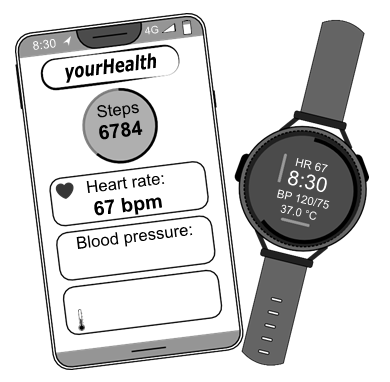 8:30 4G
yourHealth
Steps
6784
Heart rate:
67 bpm
Blood pressure:
HR 67
8:30
BP 120/75
37.0 °C